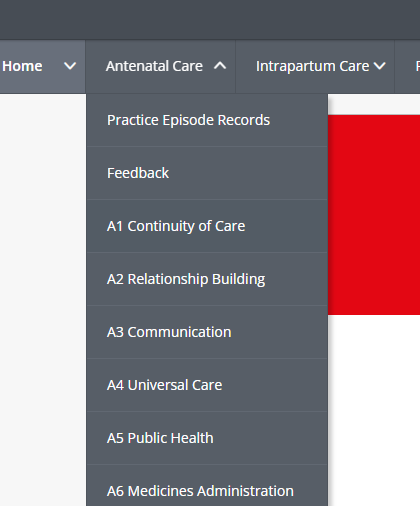 Home Antenatal Care Intrapartum Care
Practice Episode Records
Feedback
A1 Continuity of Care
A2 Relationship Building
A3 Communication
A4 Universal Care
A5 Public Health
A6 Medicines Administration